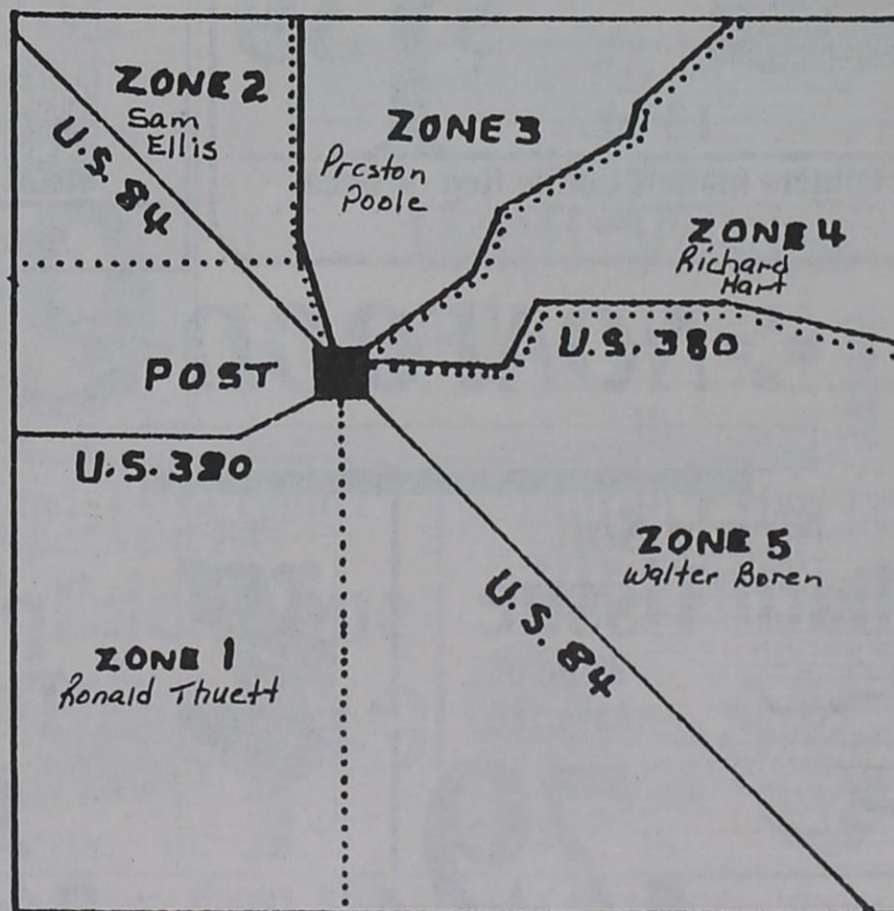 ZONE 2
Sam
Ellis
U.S. 84
ZONE 3
Preston
Poole
ZONE 4
Richard
Hart
U.S. 380
POST
U.S. 380
ZONE 5
Walter Boren
U.S. 84
ZONE 1
Ronald Thuett